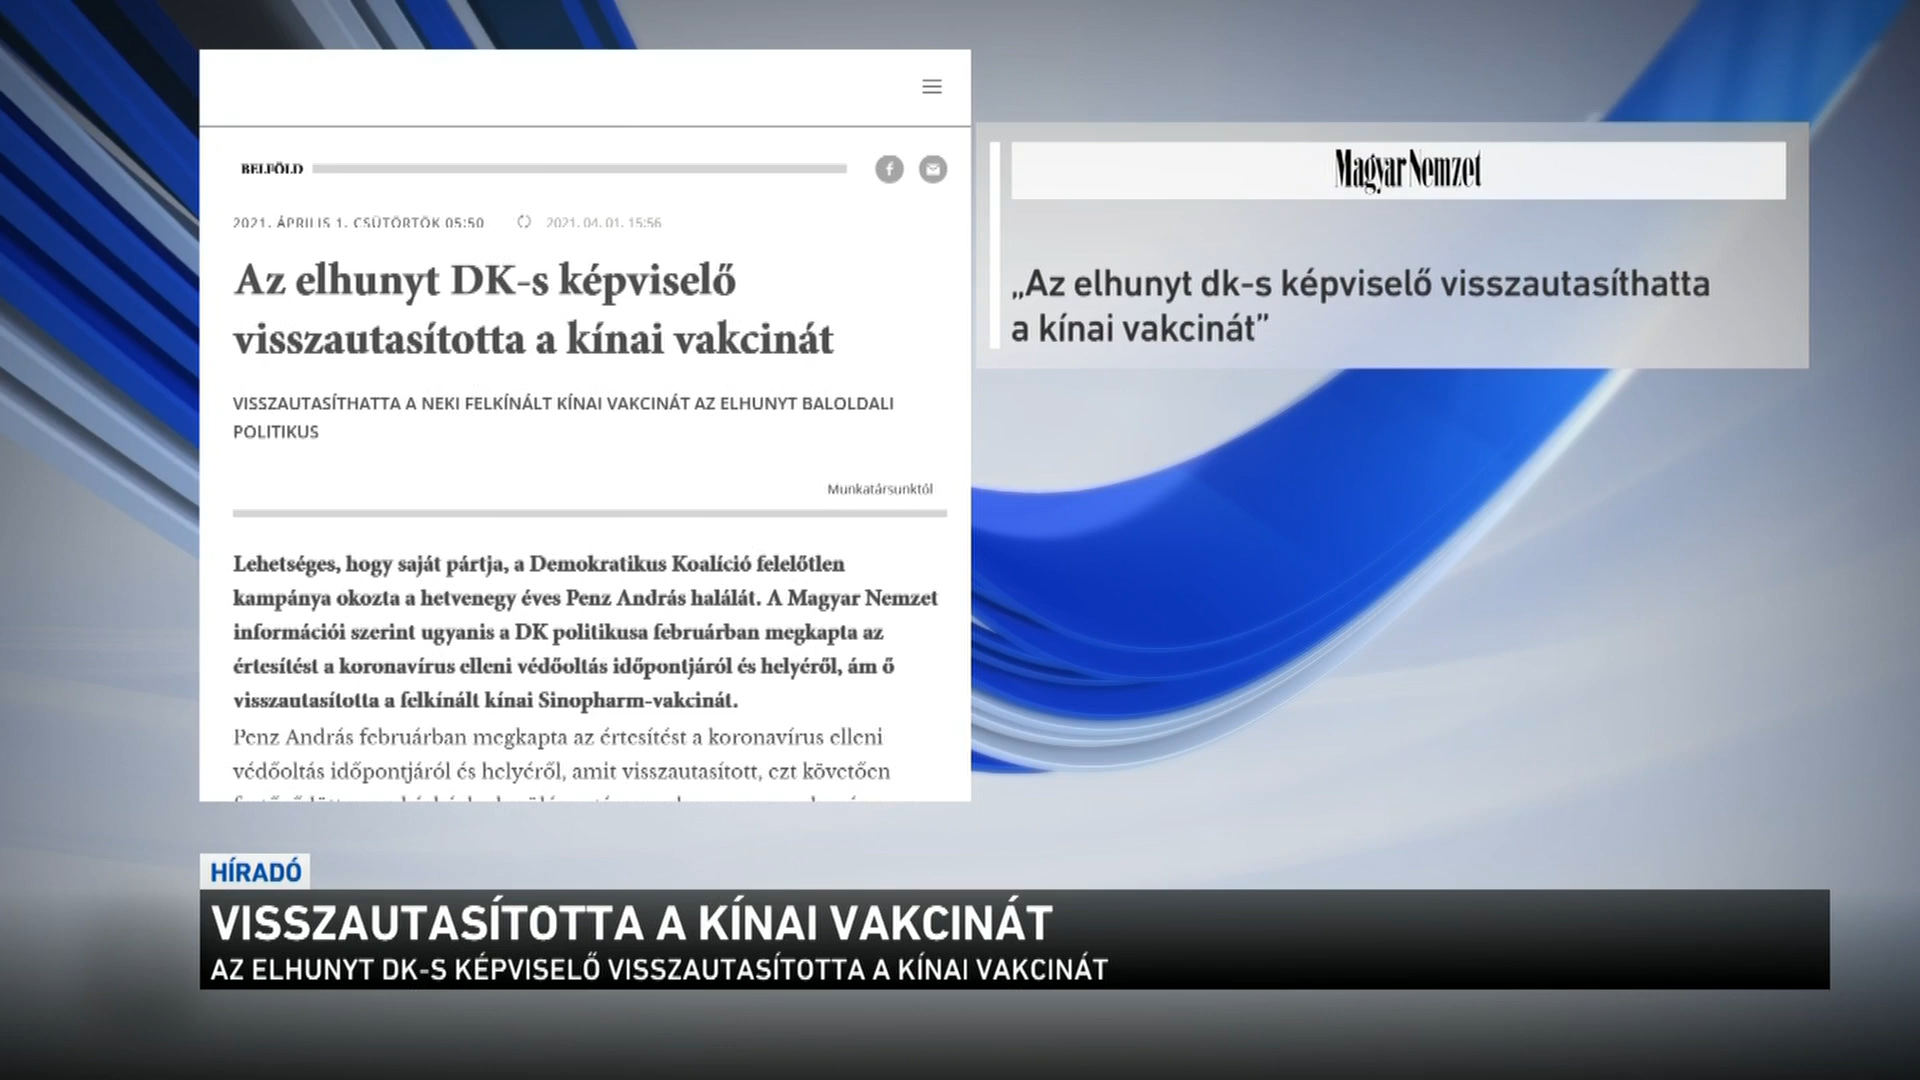 BELFÖLD
2021. ÁPRILIS 1. CSÜTÖRTÖK 05:50 2021. 04. 01. 15:56
Az elhunyt DK-s képviselő
visszautasította a kínai vakcinát
VISSZAUTASÍTHATTA A NEKI FELKÍNÁLT KÍNAI VAKCINÁT AZ ELHUNYT BALOLDALI
POLITIKUS
Munkatársunktól
Lehetséges, hogy saját pártja, a Demokratikus Koalíció felelőtlen
kampánya okozta a hetvenegy éves Penz András halálát. A Magyar Nemzet
információi szerint ugyanis a DK politikusa februárban megkapta az
értesítést a koronavírus elleni védőoltás időpontjáról és helyéről, ám ő
visszautasította a felkínált kínai Sinopharm-vakcinát.
Penz András februárban megkapta az értesítést a koronavírus elleni
védőoltás időpontjáról és helyéről, amit visszautasított, ezt követően
Magyar Nemzet
„Az elhunyt dk-s képviselő visszautasíthatta
a kínai vakcinát”
HÍRADÓ
VISSZAUTASÍTOTTA A KÍNAI VAKCINÁT
AZ ELHUNYT DK-S KÉPVISELŐ VISSZAUTASÍTOTTA A KÍNAI VAKCINÁT